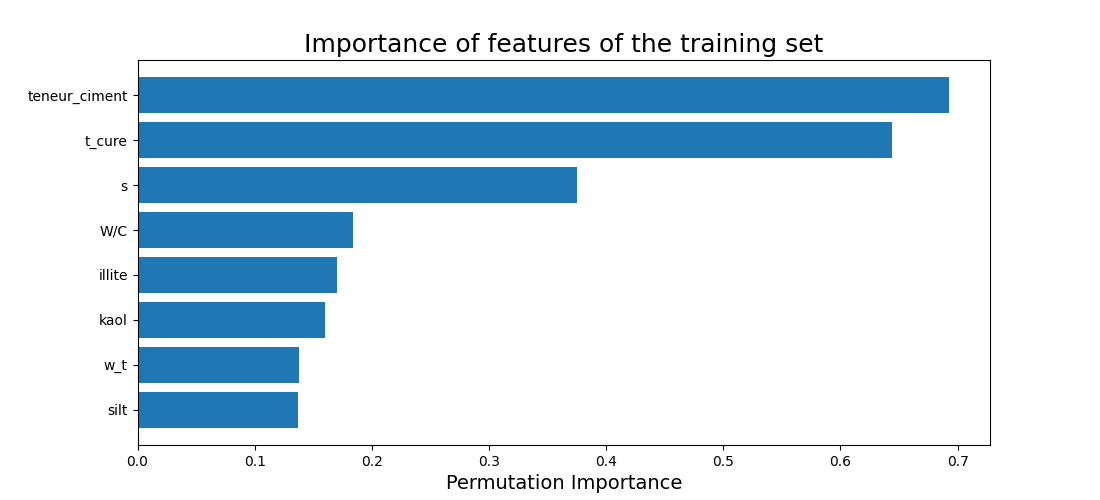 Importance of features of the training set
teneur_ciment
t_cure
s
W/C
illite
kaol
w_t
silt
0.0 0.1 0.2 0.3 0.4 0.5 0.6 0.7
Permutation Importance